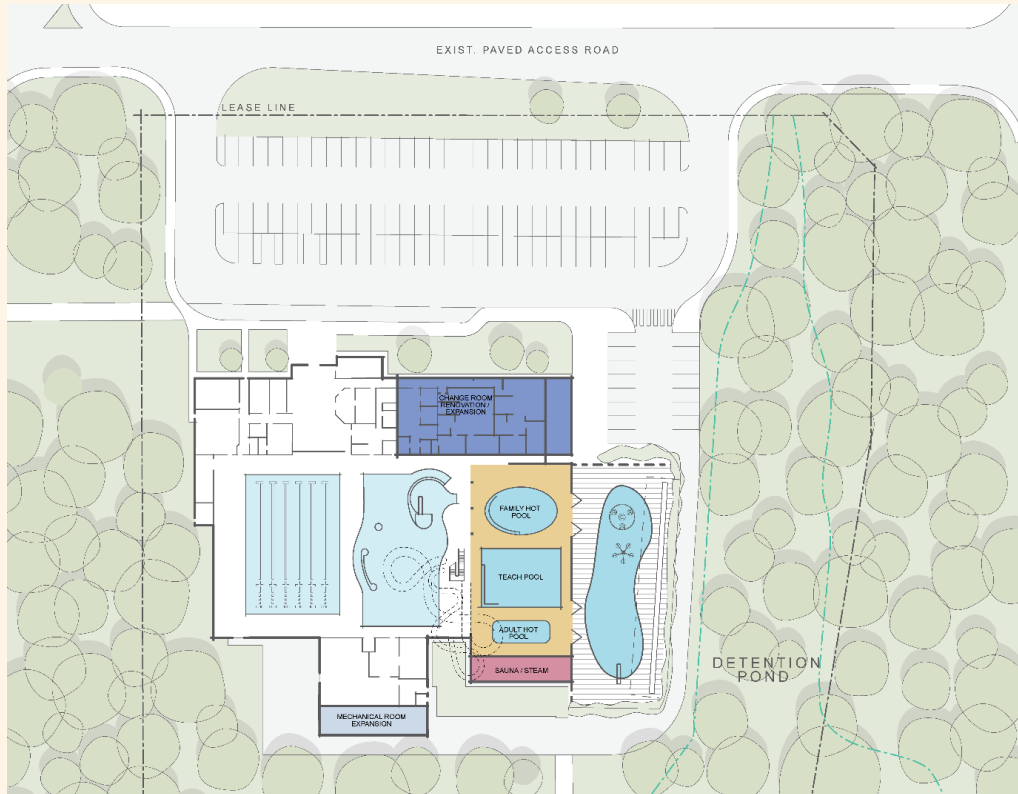 EXIST. PAVED ACCESS ROAD
LEASE LINE
CHANGE ROOM
RENOVATION /
EXPANSION
FAMILY HOT
POOL
TEACH POOL
ADULT HOT
POOL
SAUNA / STEAM
DETENTION
POND
MECHANICAL ROOM
EXPANSION